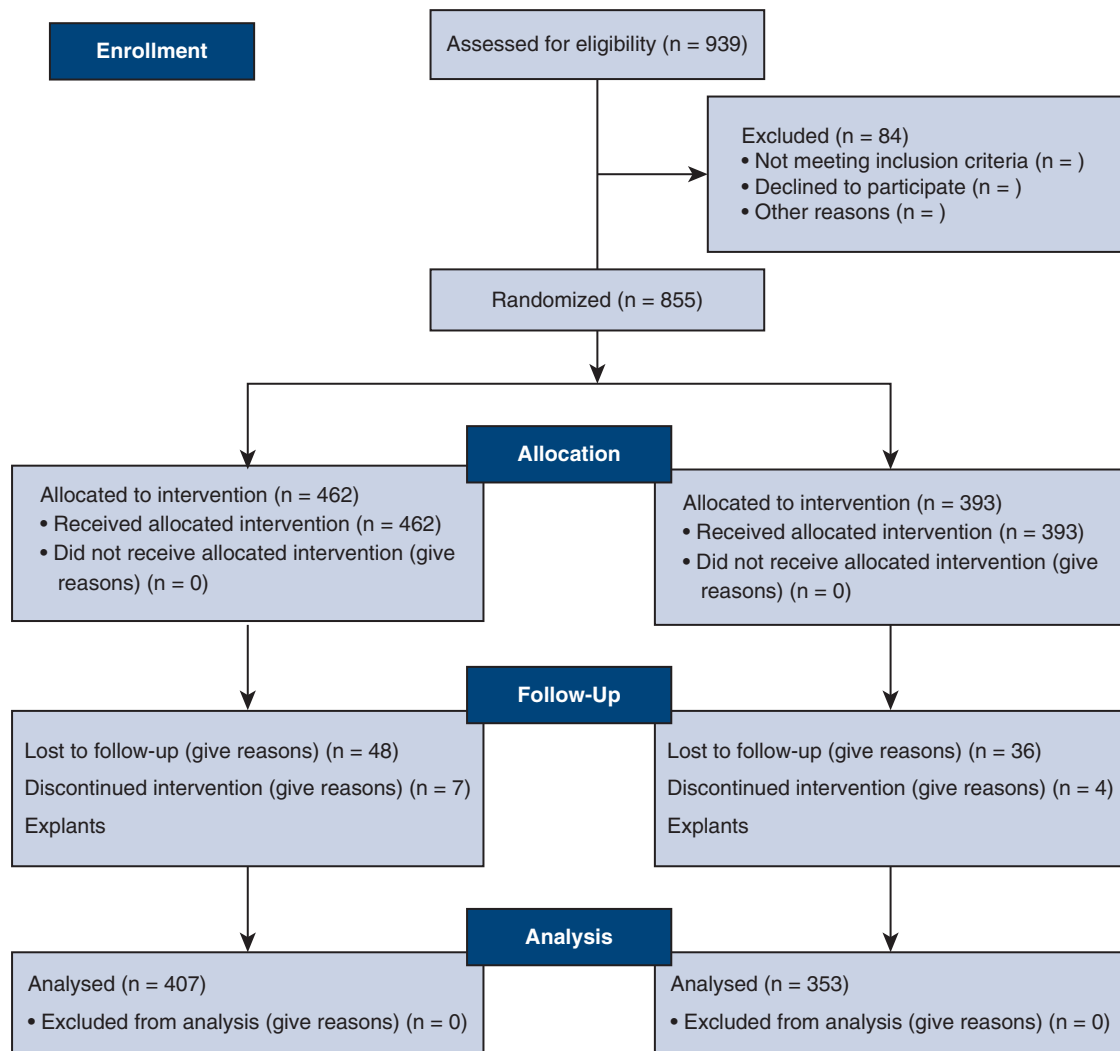 Enrollment
Assessed for eligibility (n = 939)
Excluded (n = 84)
• Not meeting inclusion criteria (n = )
• Declined to participate (n = )
• Other reasons (n = )
Randomized (n = 855)
Allocation
Allocated to intervention (n = 462)
• Received allocated intervention (n = 462)
• Did not receive allocated intervention (give
reasons) (n = 0)
Allocated to intervention (n = 393)
• Received allocated intervention (n = 393)
• Did not receive allocated intervention (give
reasons) (n = 0)
Follow-Up
Lost to follow-up (give reasons) (n = 48)
Discontinued intervention (give reasons) (n = 7)
Explants
Lost to follow-up (give reasons) (n = 36)
Discontinued intervention (give reasons) (n = 4)
Explants
Analysis
Analysed (n = 407)
• Excluded from analysis (give reasons) (n = 0)
Analysed (n = 353)
• Excluded from analysis (give reasons) (n = 0)